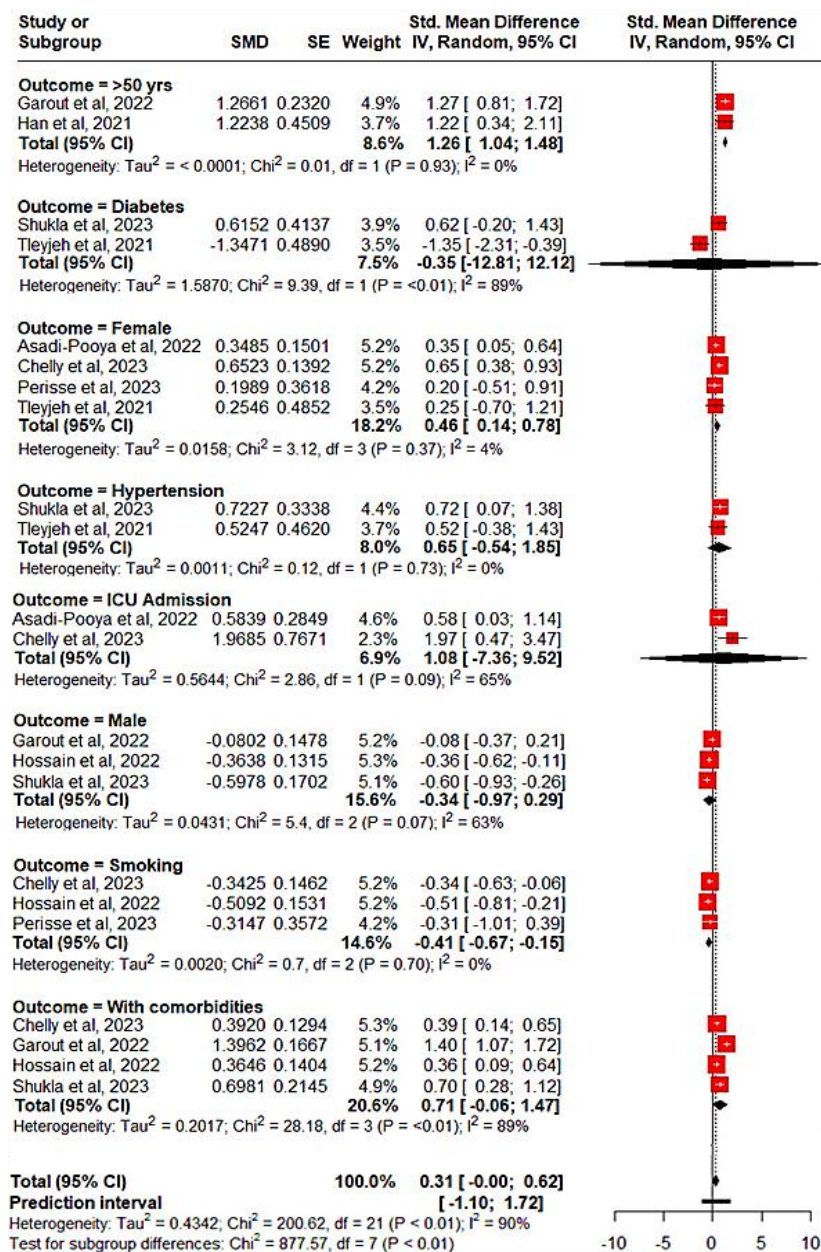 Study or Std. Mean Difference Std. Mean Difference
Subgroup SMD SE Weight IV, Random, 95% CI IV, Random, 95% CI
Outcome = >50 yrs
Garout et al, 2022 1.2661 0.2320 4.9% 1.27 [ 0.81; 1.72]
Han et al, 2021 1.2238 0.4509 3.7% 1.22 [ 0.34; 2.11]
Total (95% CI) 8.6% 1.26 [ 1.04; 1.48]
Heterogeneity: Tau² = < 0.0001; Chi² = 0.01, df = 1 (P = 0.93); I² = 0%
Outcome = Diabetes
Shukla et al, 2023 0.6152 0.4137 3.9% 0.62 [ -0.20; 1.43]
Tleyjeh et al, 2021 -1.3471 0.4890 3.5% -1.35 [ -2.31; -0.39]
Total (95% CI) 7.5% -0.35 [-12.81; 12.12]
Heterogeneity: Tau² = 1.5870; Chi² = 9.39, df = 1 (P = <0.01); I² = 89%
Outcome = Female
Asadi-Pooya et al, 2022 0.3485 0.1501 5.2% 0.35 [ 0.05; 0.64]
Chelly et al, 2023 0.6523 0.1392 5.2% 0.65 [ 0.38; 0.93]
Perisse et al, 2023 0.1989 0.3618 4.2% 0.20 [ -0.51; 0.91]
Tleyjeh et al, 2021 0.2546 0.4852 3.5% 0.25 [ -0.70; 1.21]
Total (95% CI) 18.2% 0.46 [ 0.14; 0.78]
Heterogeneity: Tau² = 0.0158; Chi² = 3.12, df = 3 (P = 0.37); I² = 4%
Outcome = Hypertension
Shukla et al, 2023 0.7227 0.3338 4.4% 0.72 [ 0.07; 1.38]
Tleyjeh et al, 2021 0.5247 0.4620 3.7% 0.52 [ -0.38; 1.43]
Total (95% CI) 8.0% 0.65 [ -0.54; 1.85]
Heterogeneity: Tau² = 0.0011; Chi² = 0.12, df = 1 (P = 0.73); I² = 0%
Outcome = ICU Admission
Asadi-Pooya et al, 2022 0.5839 0.2849 4.6% 0.58 [ 0.03; 1.14]
Chelly et al, 2023 1.9685 0.7671 2.3% 1.97 [ 0.47; 3.47]
Total (95% CI) 6.9% 1.08 [ -7.36; 9.52]
Heterogeneity: Tau² = 0.5644; Chi² = 2.86, df = 1 (P = 0.09); I² = 65%
Outcome = Male
Garout et al, 2022 -0.0802 0.1478 5.2% -0.08 [ -0.37; 0.21]
Hossain et al, 2022 -0.3638 0.1315 5.3% -0.36 [ -0.62; -0.11]
Shukla et al, 2023 -0.5978 0.1702 5.1% -0.60 [ -0.93; -0.26]
Total (95% CI) 15.6% -0.34 [ -0.97; 0.29]
Heterogeneity: Tau² = 0.0431; Chi² = 5.4, df = 2 (P = 0.07); I² = 63%
Outcome = Smoking
Chelly et al, 2023 -0.3425 0.1462 5.2% -0.34 [ -0.63; -0.06]
Hossain et al, 2022 -0.5092 0.1531 5.2% -0.51 [ -0.81; -0.21]
Perisse et al, 2023 -0.3147 0.3572 4.2% -0.31 [ -1.01; 0.39]
Total (95% CI) 14.6% -0.41 [ -0.67; -0.15]
Heterogeneity: Tau² = 0.0020; Chi² = 0.7, df = 2 (P = 0.70); I² = 0%
Outcome = With comorbidities
Chelly et al, 2023 0.3920 0.1294 5.3% 0.39 [ 0.14; 0.65]
Garout et al, 2022 1.3962 0.1667 5.1% 1.40 [ 1.07; 1.72]
Hossain et al, 2022 0.3646 0.1404 5.2% 0.36 [ 0.09; 0.64]
Shukla et al, 2023 0.6981 0.2145 4.9% 0.70 [ 0.28; 1.12]
Total (95% CI) 20.6% 0.71 [ -0.06; 1.47]
Heterogeneity: Tau² = 0.2017; Chi² = 28.18, df = 3 (P = <0.01); I² = 89%
Total (95% CI) 100.0% 0.31 [ -0.00; 0.62]
Prediction interval [ -1.10; 1.72]
Heterogeneity: Tau² = 0.4342; Chi² = 200.62, df = 21 (P < 0.01); I² = 90%
Test for subgroup differences: Chi² = 877.57, df = 7 (P < 0.01)
-10 -5 0 5 10